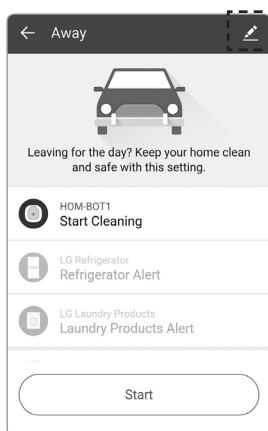 Away
Leaving for the day? Keep your home clean
and safe with this setting.
HOM-BOT1
Start Cleaning
LG Refrigerator
Refrigerator Alert
LG Laundry Products
Laundry Products Alert
Start